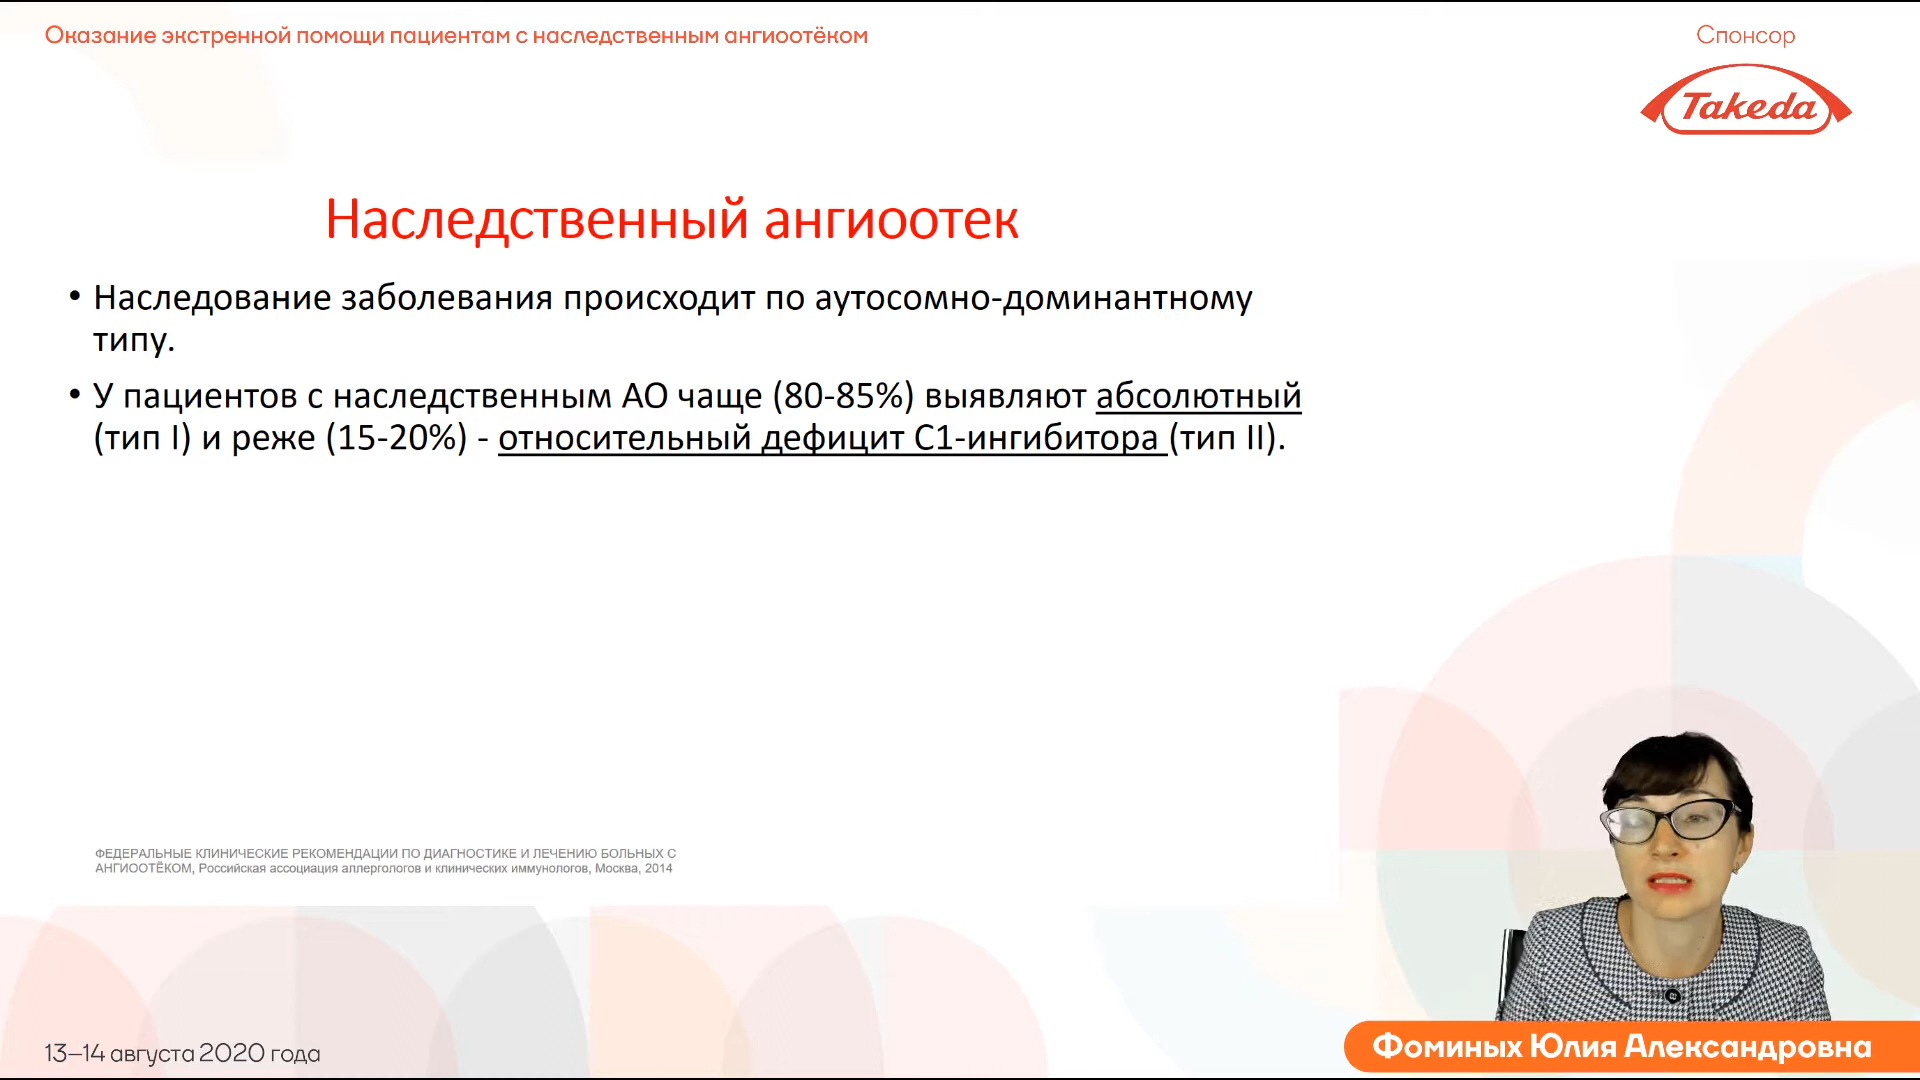 Оказание экстренной помощи пациентам с наследственным ангиоотёком
Спонсор
Takeda
Наследственный ангиоотек
• Наследование заболевания происходит по аутосомно-доминантному
типу.
• У пациентов с наследственным АО чаще (80-85%) выявляют абсолютный
(тип I) и реже (15-20%) - относительный дефицит С1-ингибитора (тип II).
ФЕДЕРАЛЬНЫЕ КЛИНИЧЕСКИЕ РЕКОМЕНДАЦИИ ПО ДИАГНОСТИКЕ И ЛЕЧЕНИЮ БОЛЬНЫХ С
АНГИООТЁКОМ, Российская ассоциация аллергологов и клинических иммунологов, Москва, 2014
13–14 августа 2020 года
Фоминых Юлия Александровна